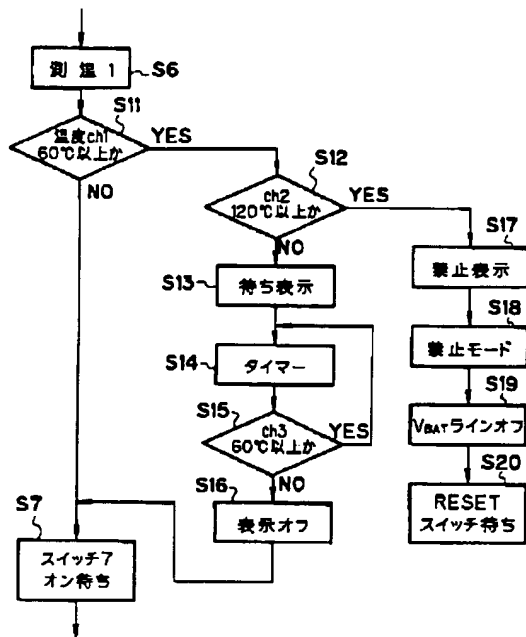 測温1
S6
S11
温度ch1
60℃以上か
YES
NO
S12
ch2
120℃以上か
YES
NO
S13
待ち表示
S14
タイマー
S15
ch3
60℃以上か
YES
NO
S16
表示オフ
S17
禁止表示
S18
禁止モード
S19
VBATラインオフ
S20
RESET
スイッチ待ち
S7
スイッチ7
オン待ち